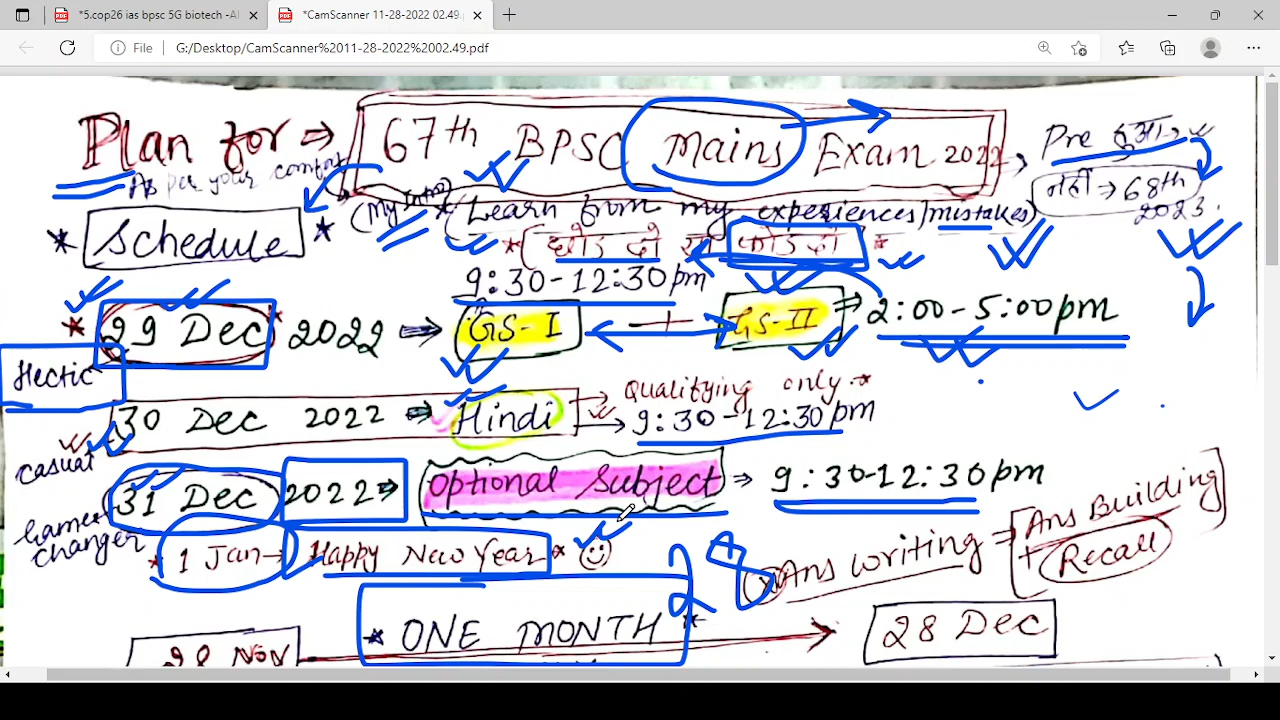 *5.cop26 ias bpsc 5G biotech -AI
*CamScanner 11-28-2022 02.49.
File G:/Desktop/CamScanner%2011-28-2022%2002.49.pdf
Plan for ⇒ 67th BPSC Mains Exam 2022 → Pre हुआ
As per your comfort
नहीं → 68th 2023.
* Schedule * (My Intro) * (Learn from my experiences/mistakes)
* छोड़ दो या फोड़ दो *
9:30-12:30pm
* 29 Dec * 2022 ⇒ GS-I GS-II ⇒ 2:00-5:00pm
Hectic
30 Dec 2022 ⇒ Hindi → Qualifying only *
→ 9:30-12:30pm
casual
31 Dec 2022 ⇒ Optional Subject ⇒ 9:30-12:30pm
Game changer
* 1 Jan → Happy New Year *
28
Ans Writing = Ans Building
+ Recall
* ONE MONTH *
28 Nov 28 Dec